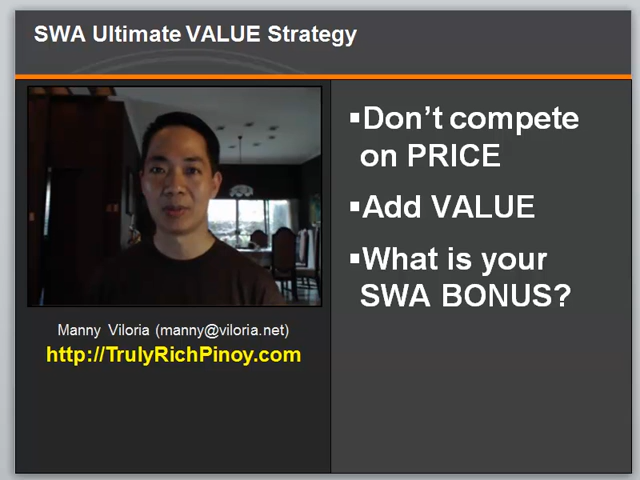 SWA Ultimate VALUE Strategy
▪Don’t compete
on PRICE
▪Add VALUE
▪What is your
SWA BONUS?
Manny Viloria (manny@viloria.net)
http://TrulyRichPinoy.com